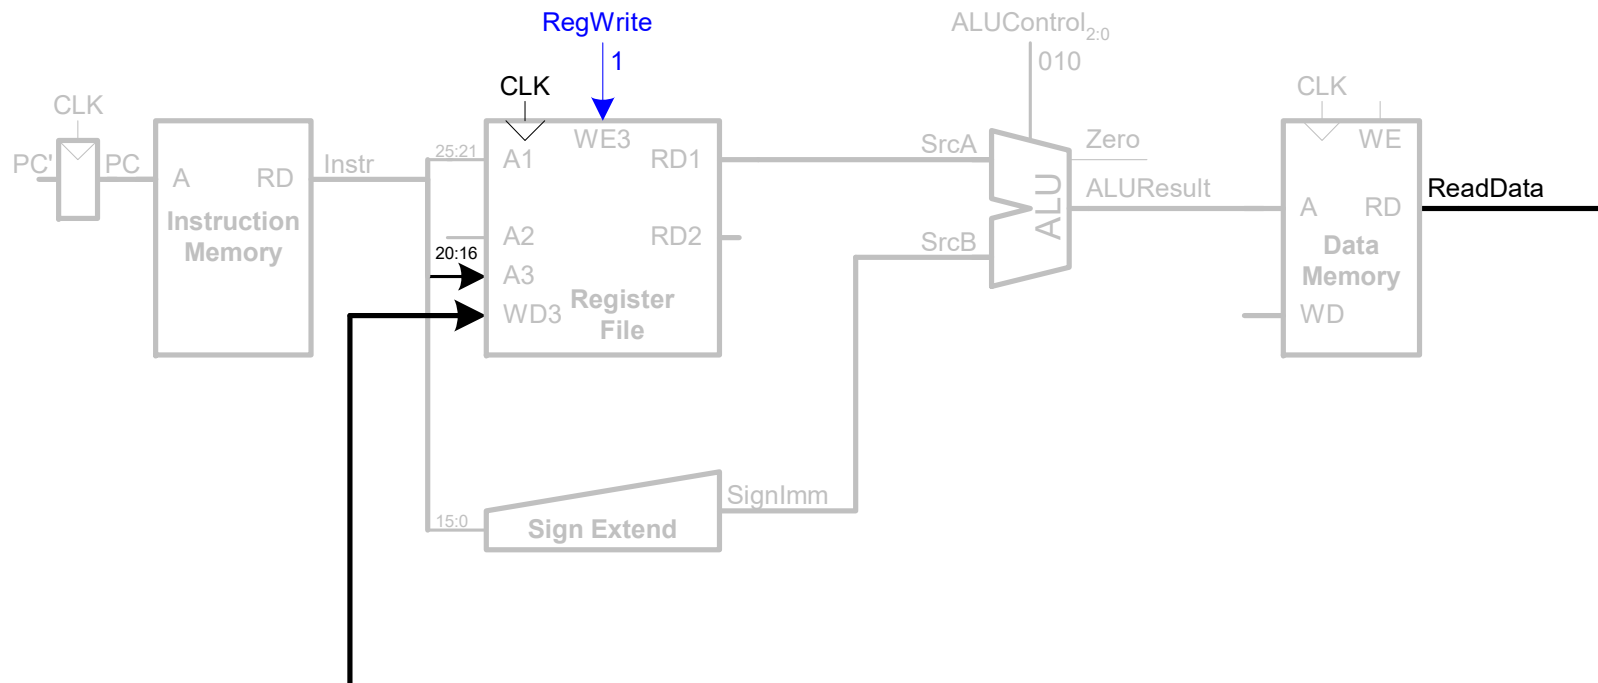 RegWrite
1
ALUControl2:0
010
CLK
CLK
CLK
PC'
PC
A
RD
Instruction
Memory
Instr
25:21
A1
WE3
RD1
A2
RD2
20:16
A3
WD3
Register
File
SrcA
SrcB
ALU
Zero
ALUResult
WE
A
RD
Data
Memory
WD
ReadData
15:0
Sign Extend
SignImm